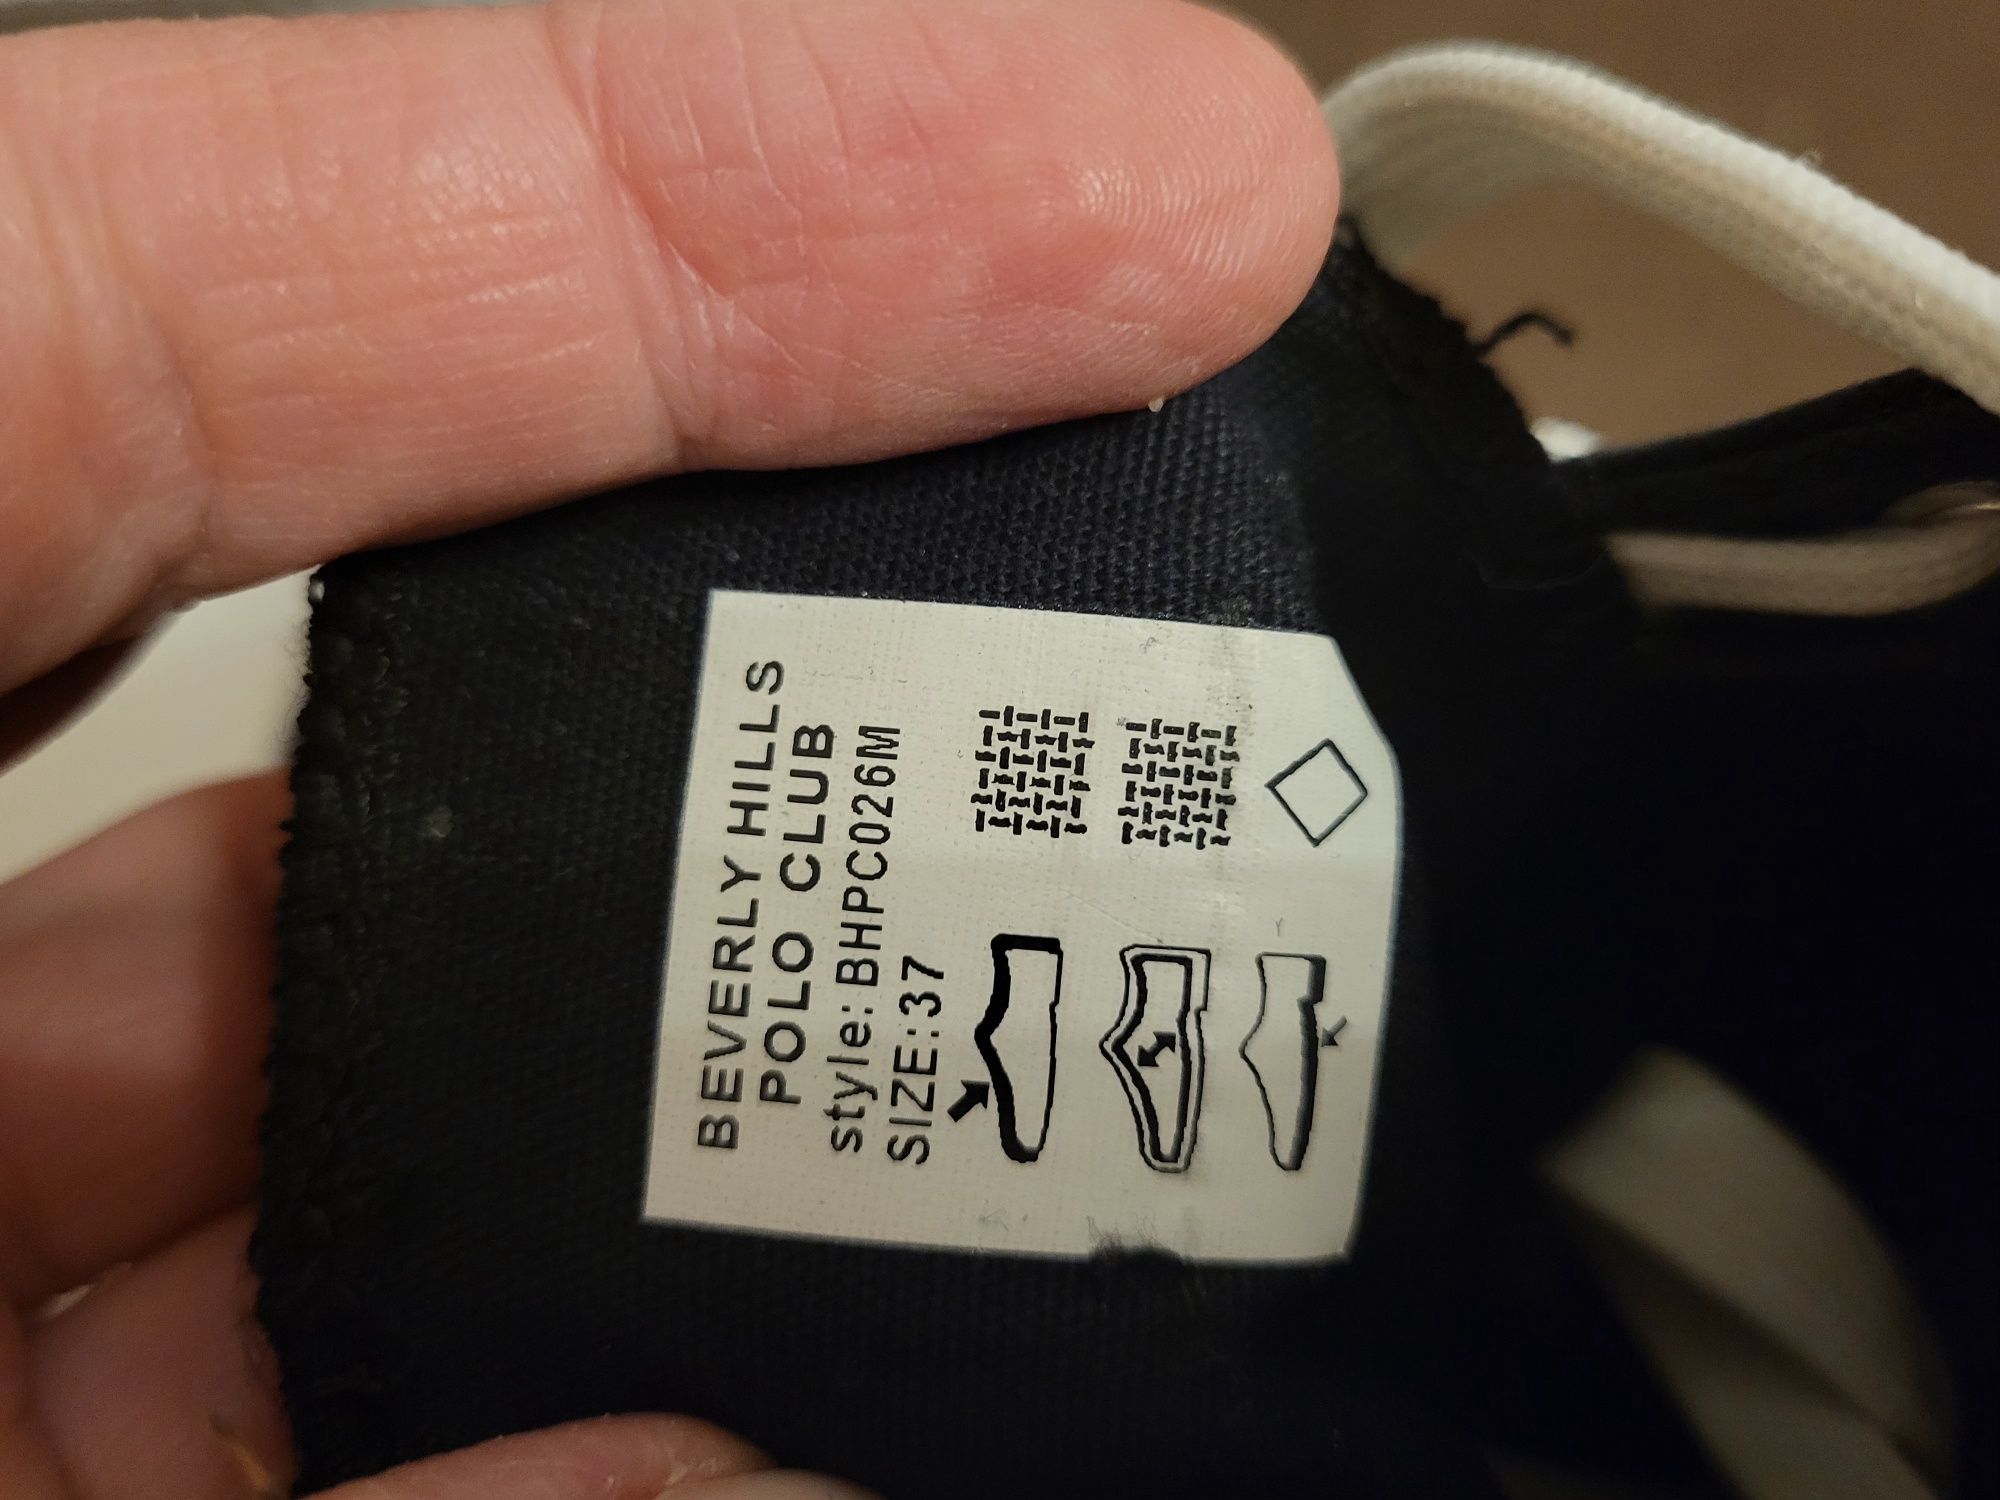 BEVERLY HILLS
POLO CLUB
style:BHPC026M
SIZE:37